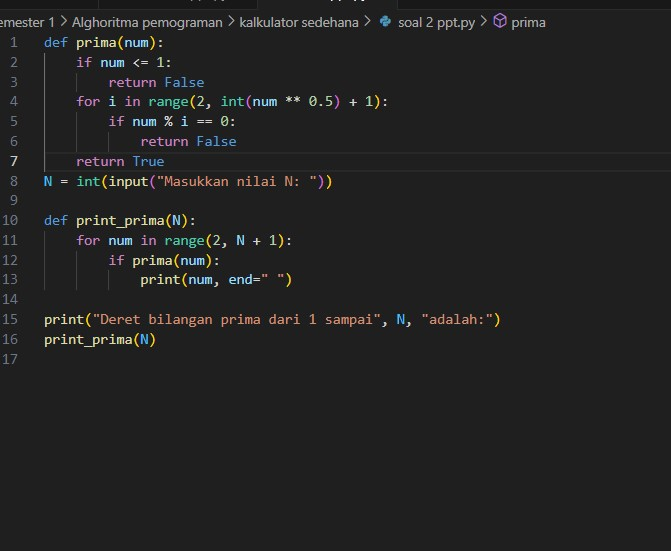 emester 1 > Alghoritma pemograman > kalkulator sedehana > soal 2 ppt.py > prima
1 def prima(num):
2     if num <= 1:
3         return False
4     for i in range(2, int(num ** 0.5) + 1):
5         if num % i == 0:
6             return False
7     return True
8 N = int(input("Masukkan nilai N: "))
9
10 def print_prima(N):
11     for num in range(2, N + 1):
12         if prima(num):
13             print(num, end=" ")
14
15 print("Deret bilangan prima dari 1 sampai", N, "adalah:")
16 print_prima(N)
17